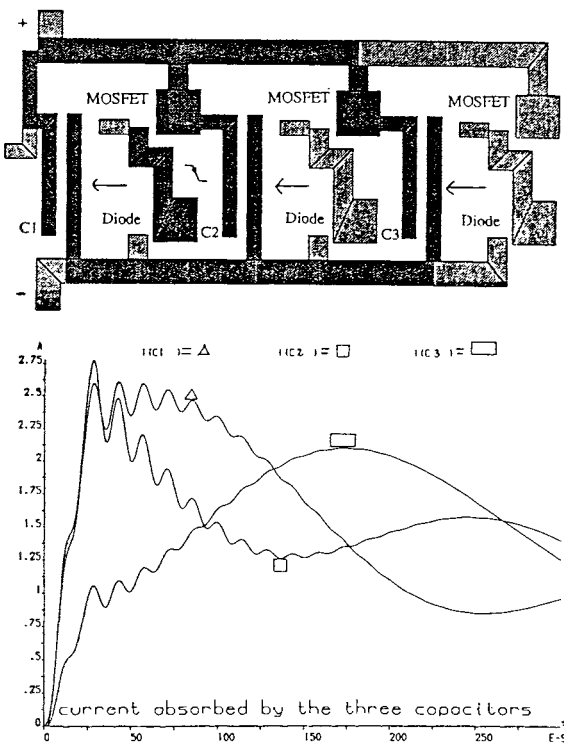 +
MOSFET MOSFET MOSFET
C1 Diode C2 Diode C3 Diode
-
A
I(C1 )= I(C2 )= I(C3 )=
2.75
2.5
2.25
2
1.75
1.5
1.25
1
.75
.5
.25
0
current absorbed by the three capacitors
0 50 100 150 200 250 E-9